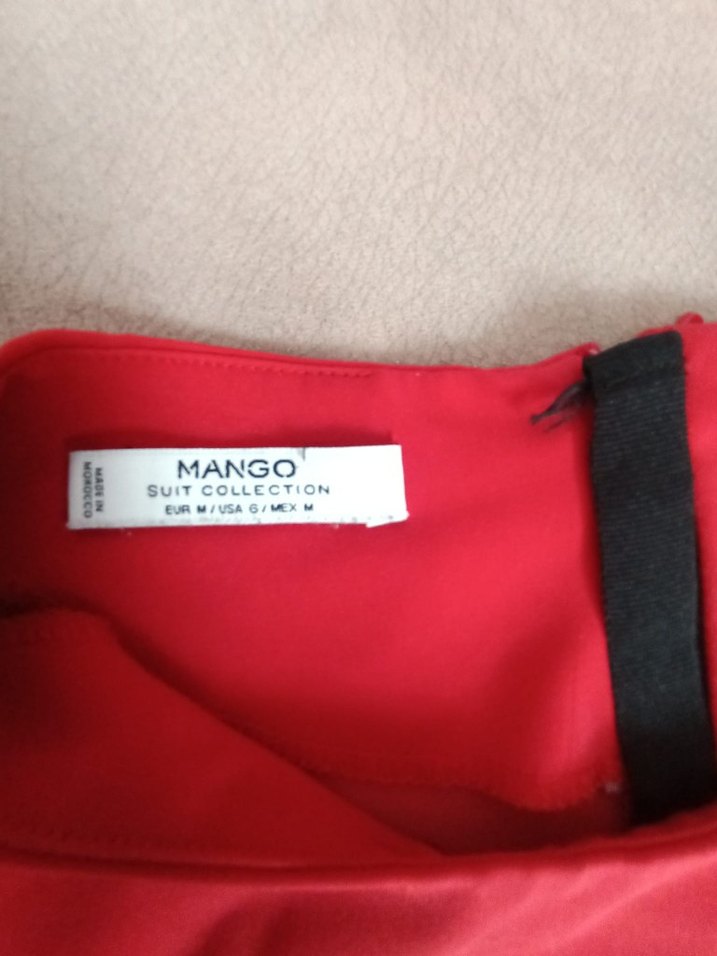 MANGO
SUIT COLLECTION
EUR M / USA 6 / MEX M
MADE IN
MOROCCO